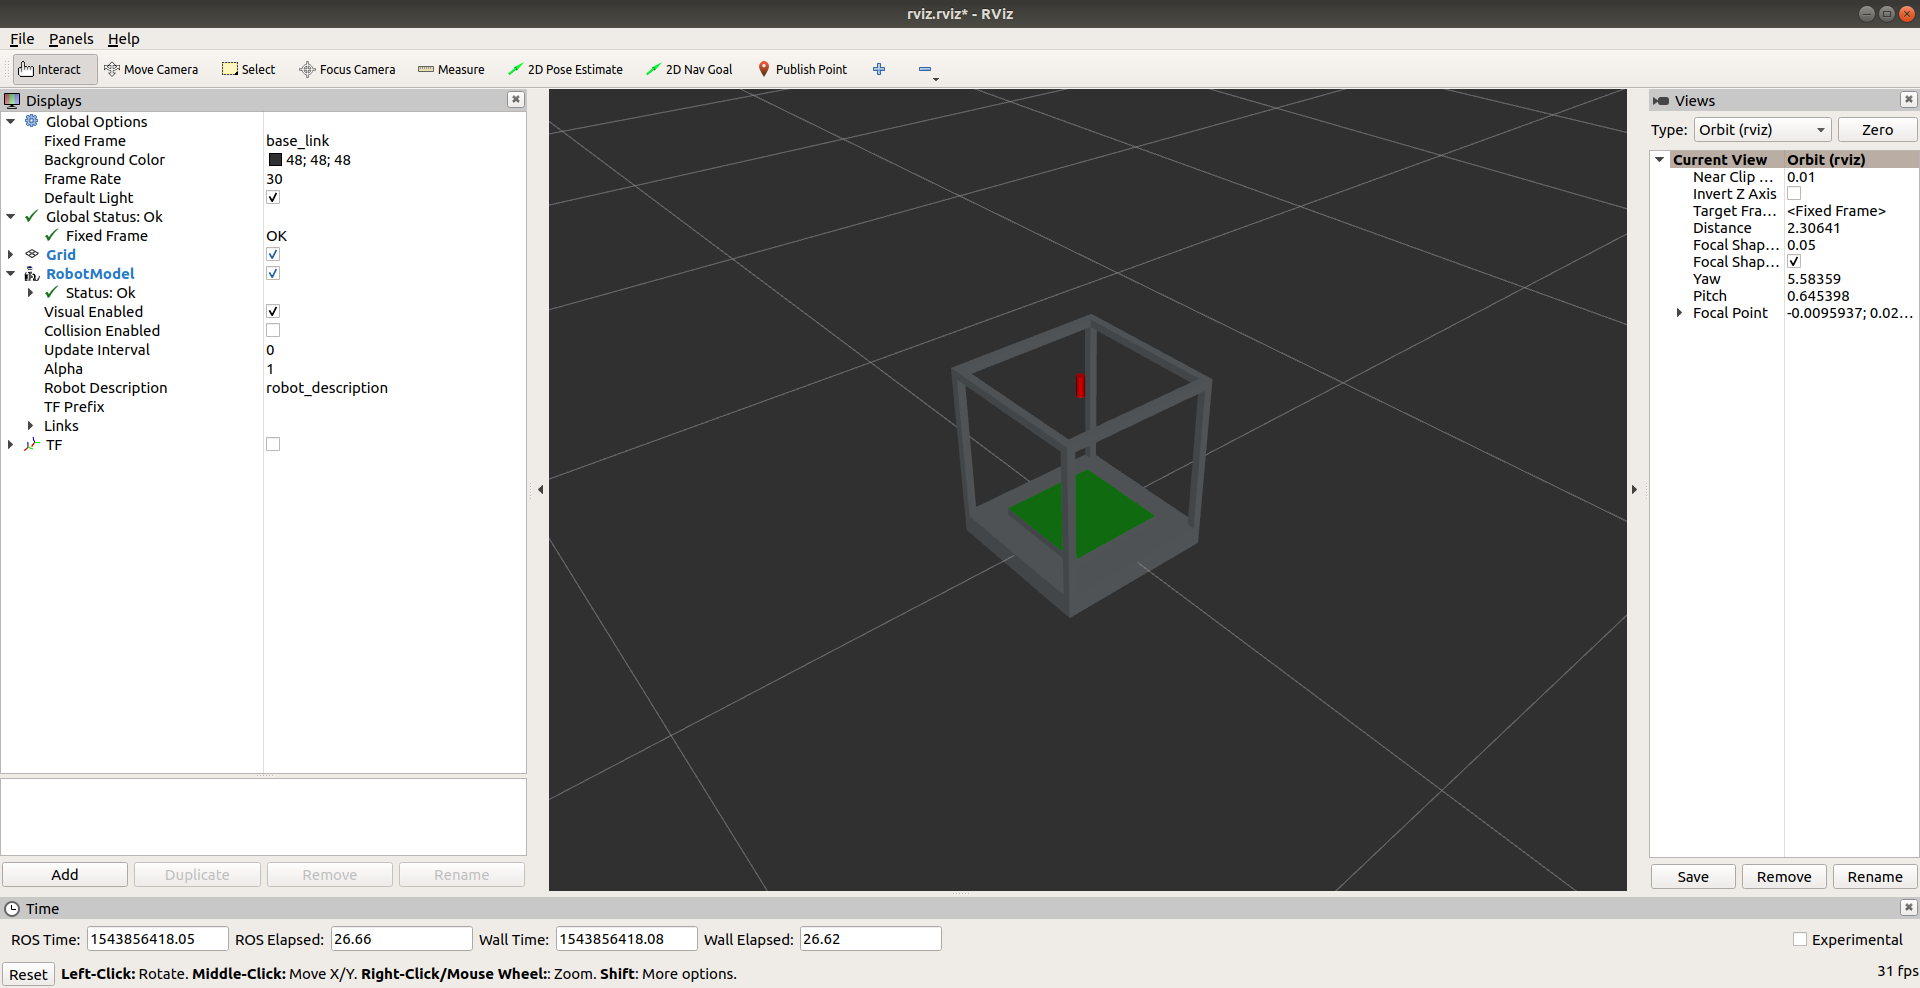 rviz.rviz* - RViz
File Panels Help
Interact Move Camera Select Focus Camera Measure 2D Pose Estimate 2D Nav Goal Publish Point
Displays
Global Options
Fixed Frame base_link
Background Color 48; 48; 48
Frame Rate 30
Default Light
Global Status: Ok
Fixed Frame OK
Grid
RobotModel
Status: Ok
Visual Enabled
Collision Enabled
Update Interval 0
Alpha 1
Robot Description robot_description
TF Prefix
Links
TF
Add Duplicate Remove Rename
Views
Type: Orbit (rviz) Zero
Current View Orbit (rviz)
Near Clip ... 0.01
Invert Z Axis
Target Fra... <Fixed Frame>
Distance 2.30641
Focal Shap... 0.05
Focal Shap...
Yaw 5.58359
Pitch 0.645398
Focal Point -0.0095937; 0.02...
Save Remove Rename
Time
ROS Time: 1543856418.05 ROS Elapsed: 26.66 Wall Time: 1543856418.08 Wall Elapsed: 26.62 Experimental
Reset Left-Click: Rotate. Middle-Click: Move X/Y. Right-Click/Mouse Wheel:: Zoom. Shift: More options. 31 fps